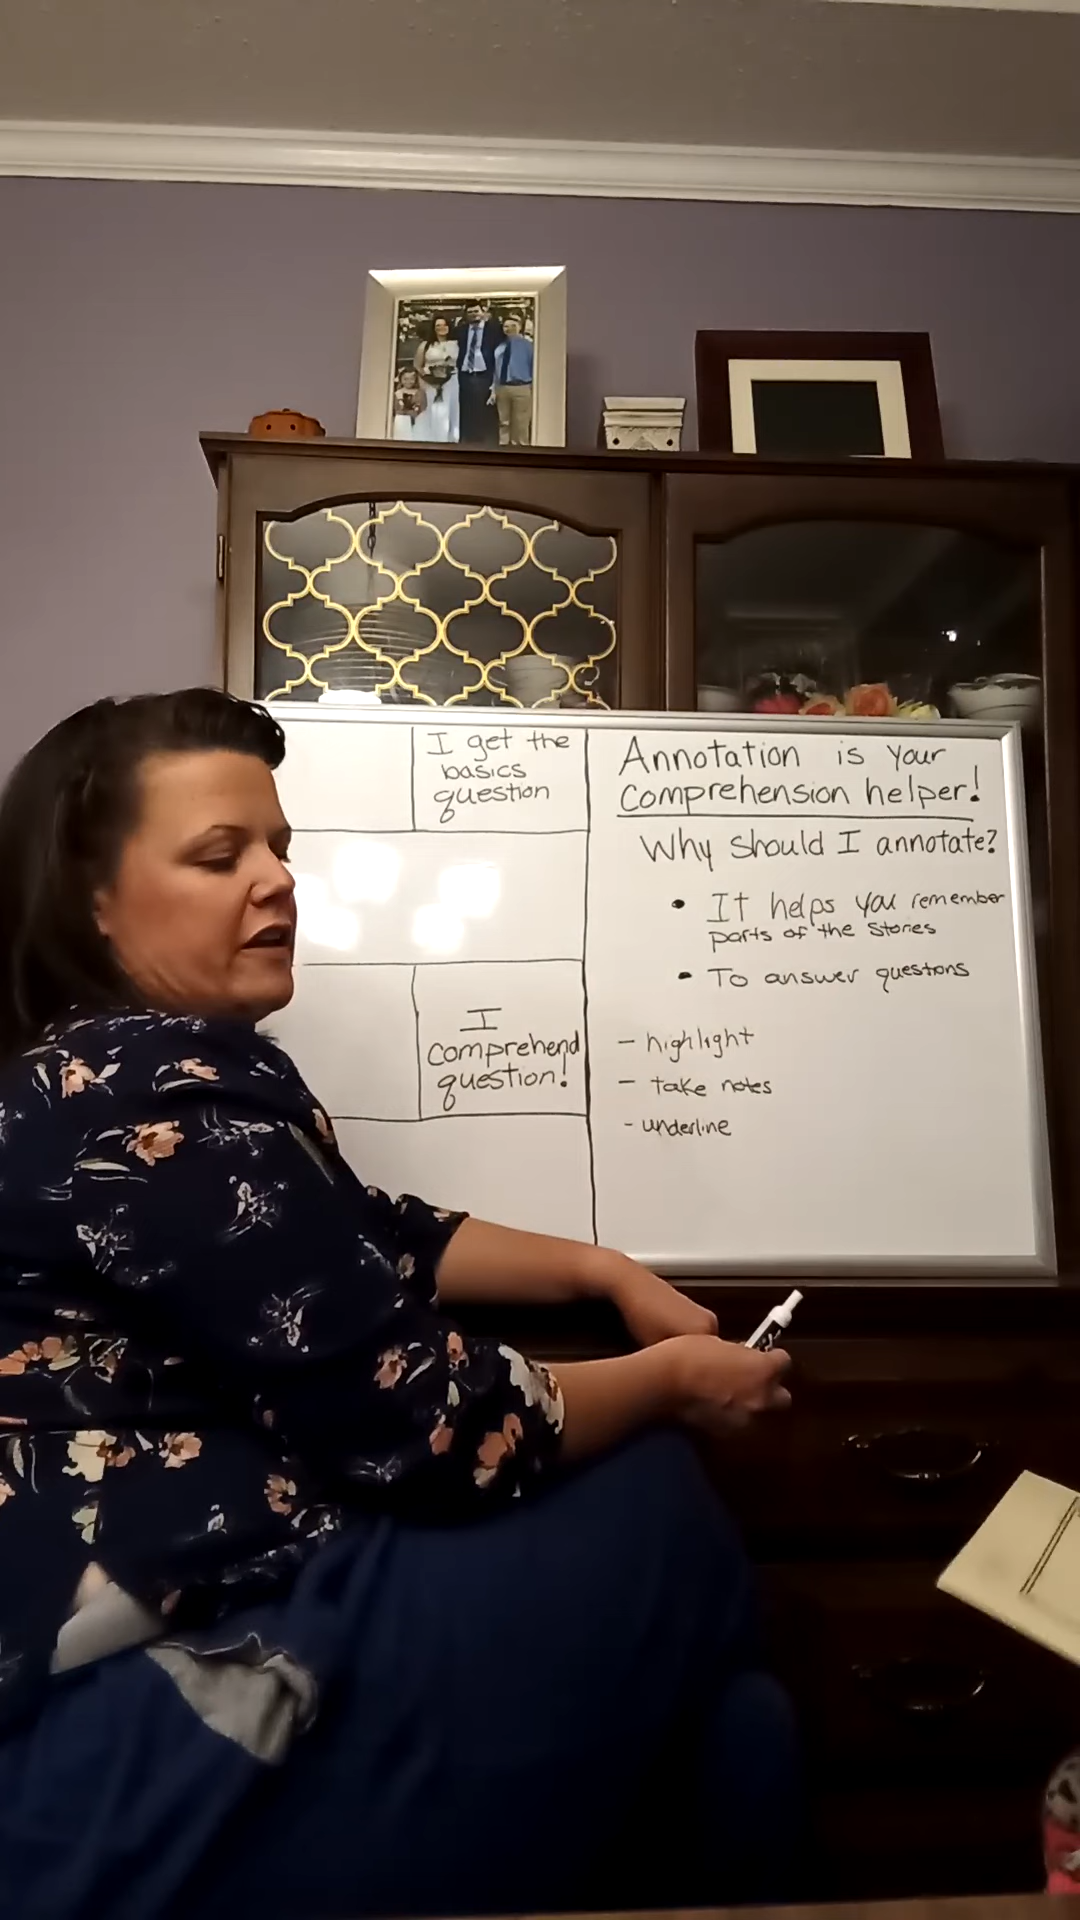 I get the
basics
question
I
comprehend
question!
Annotation is your
comprehension helper!
Why should I annotate?
• It helps you remember
parts of the stories
• To answer questions
- highlight
- take notes
- underline